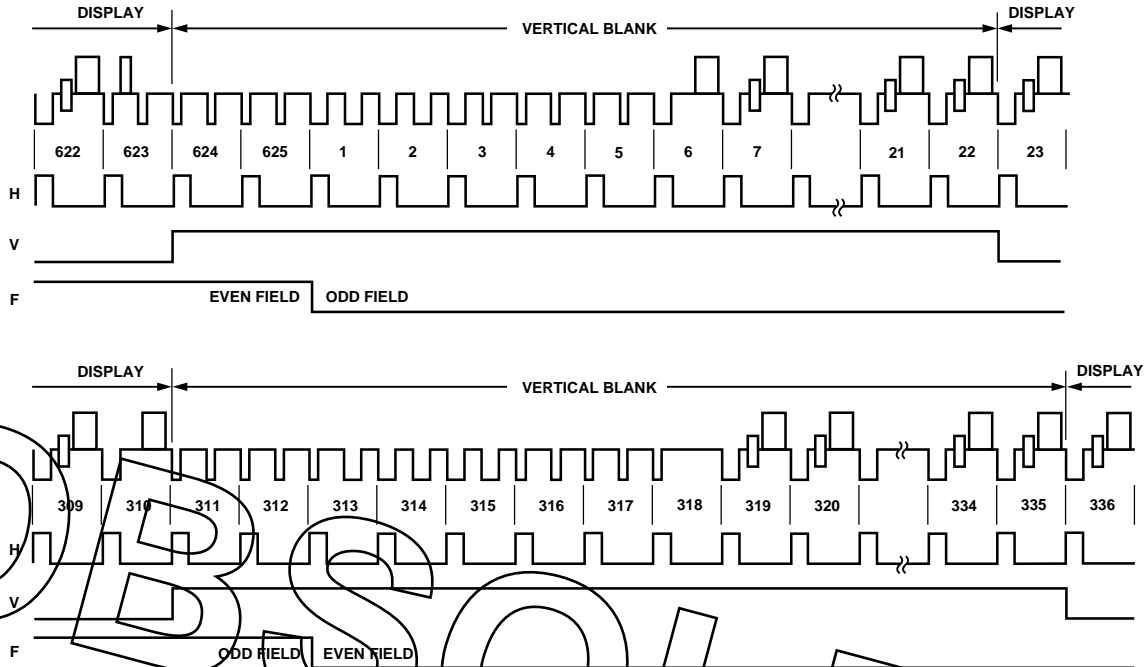 DISPLAY VERTICAL BLANK DISPLAY
622 623 624 625 1 2 3 4 5 6 7 21 22 23
H
V
F EVEN FIELD ODD FIELD
DISPLAY VERTICAL BLANK DISPLAY
309 310 311 312 313 314 315 316 317 318 319 320 334 335 336
H
V
F ODD FIELD EVEN FIELD
OBSOL